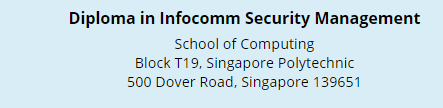 Diploma in Infocomm Security Management
School of Computing
Block T19, Singapore Polytechnic
500 Dover Road, Singapore 139651